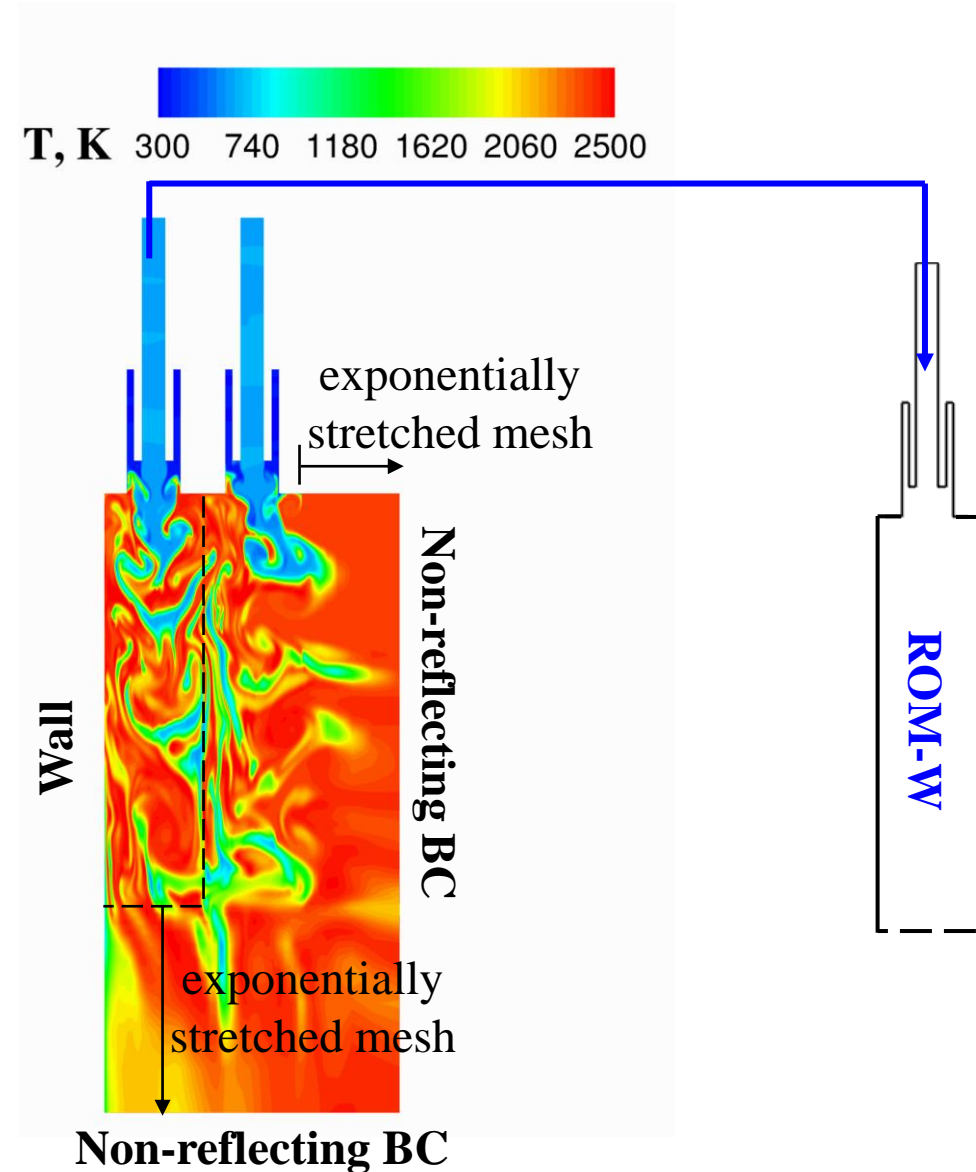 T, K 300 740 1180 1620 2060 2500
exponentially
stretched mesh
Non-reflecting BC
Wall
ROM-W
exponentially
stretched mesh
Non-reflecting BC